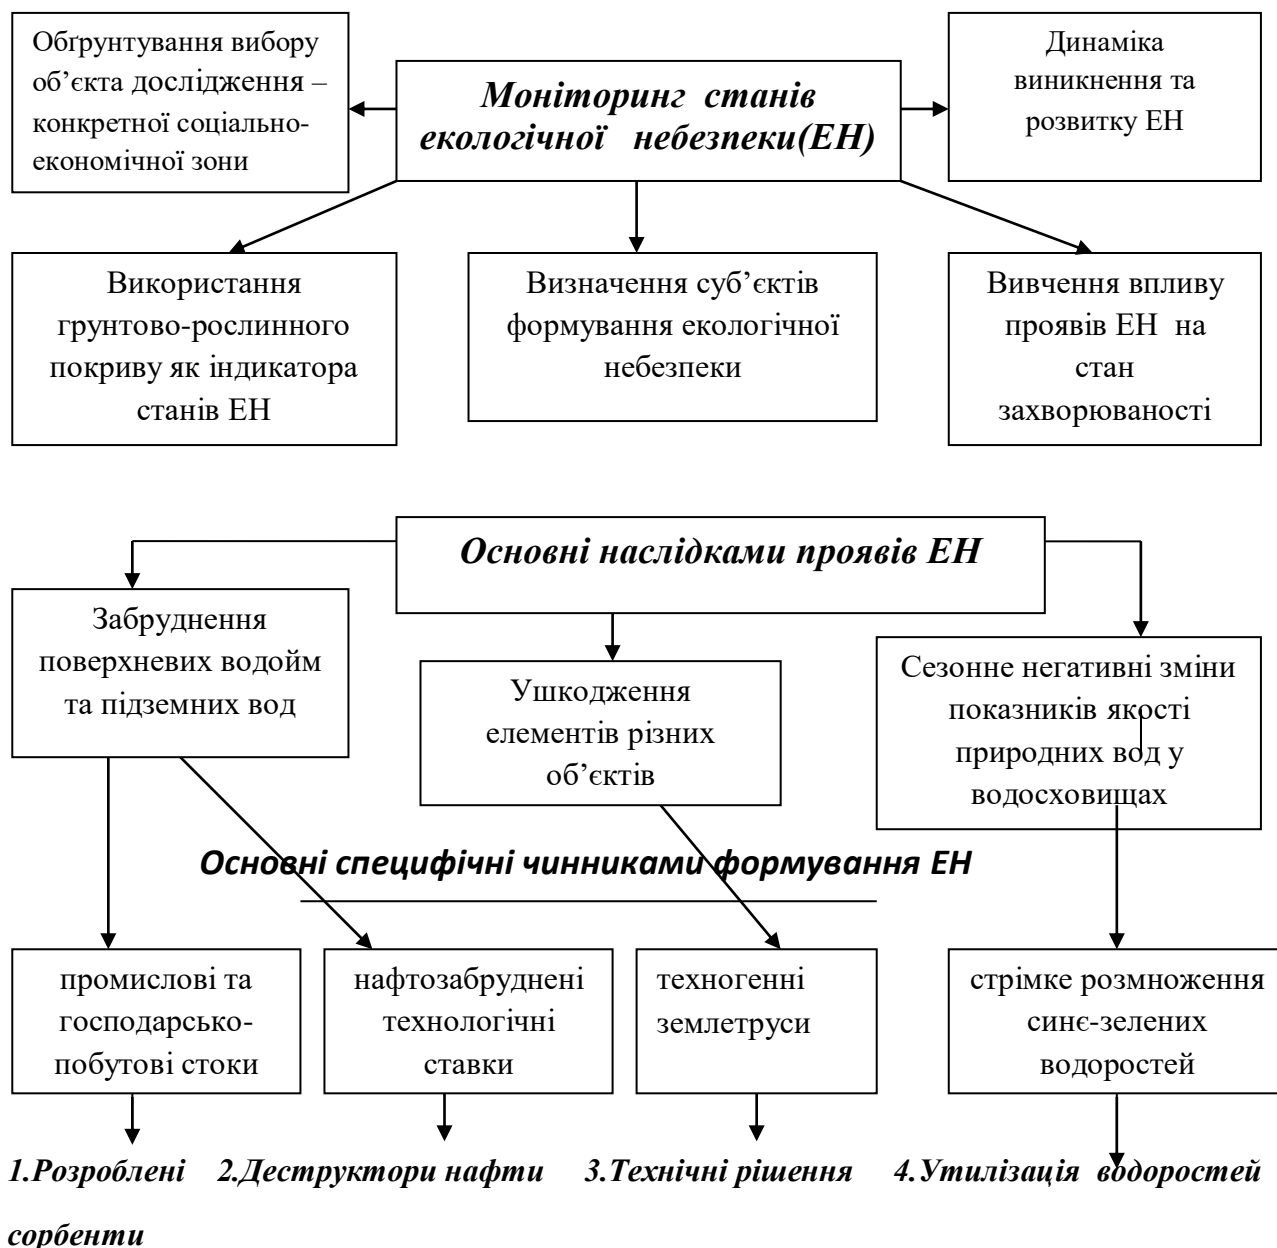 Обґрунтування вибору
об’єкта дослідження –
конкретної соціально-
економічної зони
Моніторинг станів
екологічної небезпеки(ЕН)
Динаміка
виникнення та
розвитку ЕН
Використання
грунтово-рослинного
покриву як індикатора
станів ЕН
Визначення суб’єктів
формування екологічної
небезпеки
Вивчення впливу
проявів ЕН на
стан
захворюваності
Основні наслідками проявів ЕН
Забруднення
поверхневих водойм
та підземних вод
Ушкодження
елементів різних
об’єктів
Сезонне негативні зміни
показників якості
природних вод у
водосховищах
Основні специфічні чинниками формування ЕН
промислові та
господарсько-
побутові стоки
нафтозабруднені
технологічні
ставки
техногенні
землетруси
стрімке розмноження
синє-зелених
водоростей
1.Розроблені 2.Деструктори нафти 3.Технічні рішення 4.Утилізація водоростей
сорбенти